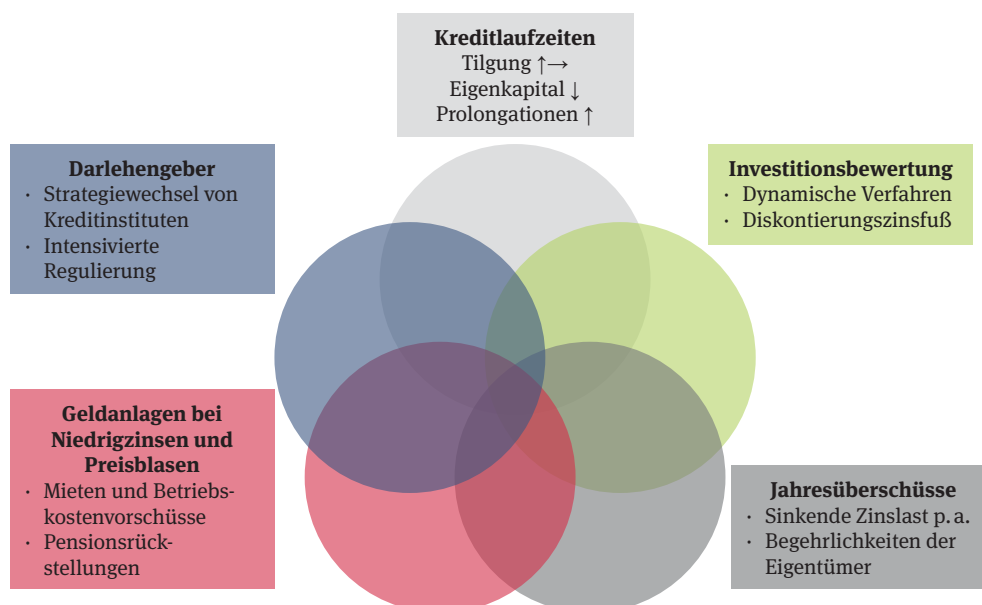 Kreditlaufzeiten
Tilgung ↑→
Eigenkapital ↓
Prolongationen ↑
Darlehengeber
· Strategiewechsel von
Kreditinstituten
· Intensivierte
Regulierung
Investitionsbewertung
· Dynamische Verfahren
· Diskontierungszinsfuß
Geldanlagen bei
Niedrigzinsen und
Preisblasen
· Mieten und Betriebs-
kostenvorschüsse
· Pensionsrück-
stellungen
Jahresüberschüsse
· Sinkende Zinslast p. a.
· Begehrlichkeiten der
Eigentümer